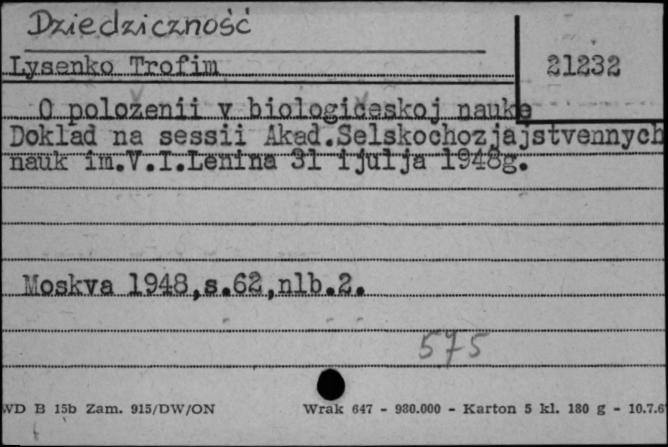 Dziedziczność
Lysenko Trofim
21232
O polozenii v biologiceskoj nauke
Doklad na sessii Akad.Selskochozjajstvennych
nauk im.V.I.Lenina 31 ijulja 1948g.
Moskva 1948,s.62,nlb.2.
575
WD B 15b Zam. 915/DW/ON
Wrak 647 - 980.000 - Karton 5 kl. 180 g - 10.7.6